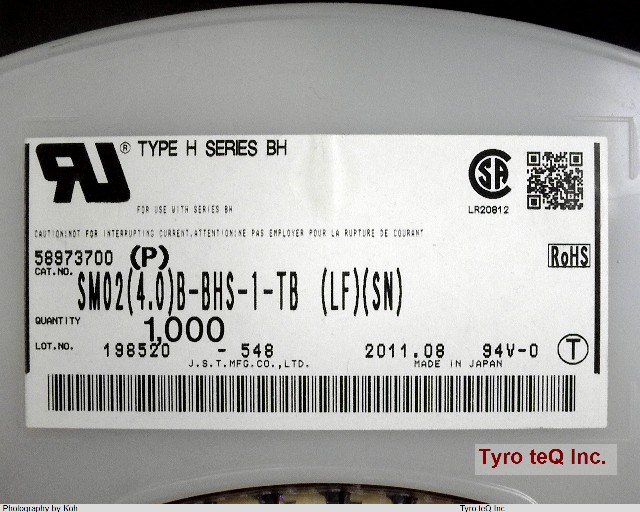 ® TYPE H SERIES BH
FOR USE WITH SERIES BH
LR20812
CAUTION:NOT FOR INTERRUPTING CURRENT,ATTENTION:NE PAS EMPLOYER POUR LA RUPTURE DE COURANT
58973700 (P)
RoHS
CAT.NO. SM02(4.0)B-BHS-1-TB (LF)(SN)
QUANTITY 1,000
LOT.NO. 198520 - 548 2011.08 94V-0 T
J.S.T.MFG.CO.,LTD. MADE IN JAPAN
Tyro teQ Inc.
Photography by Koh Tyro teQ Inc